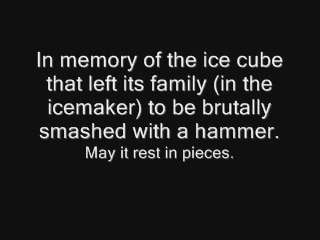 In memory of the ice cube
that left its family (in the
icemaker) to be brutally
smashed with a hammer.
May it rest in pieces.